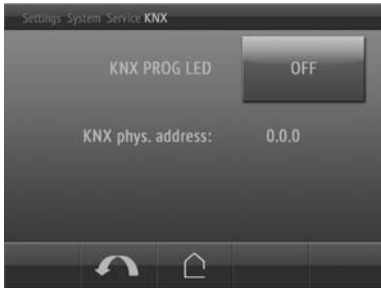 Settings System Service KNX
KNX PROG LED OFF
KNX phys. address: 0.0.0